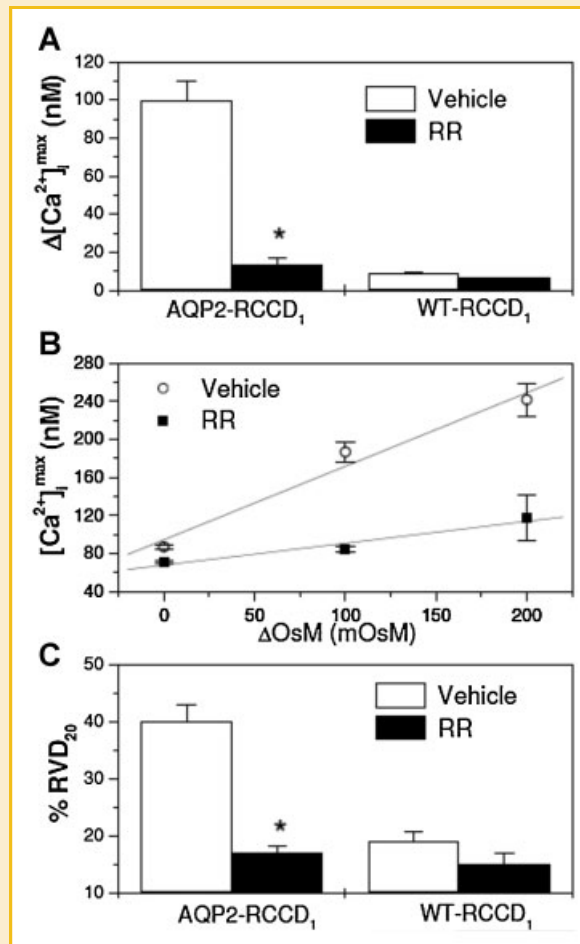 A
Δ[Ca²⁺]ᵢᵐᵃˣ (nM)
120
100
80
60
40
20
0
Vehicle
RR
*
AQP2-RCCD₁
WT-RCCD₁
B
[Ca²⁺]ᵢᵐᵃˣ (nM)
280
240
200
160
120
80
40
Vehicle
RR
0
50
100
150
200
ΔOsM (mOsM)
C
% RVD₂₀
50
40
30
20
10
Vehicle
RR
*
AQP2-RCCD₁
WT-RCCD₁